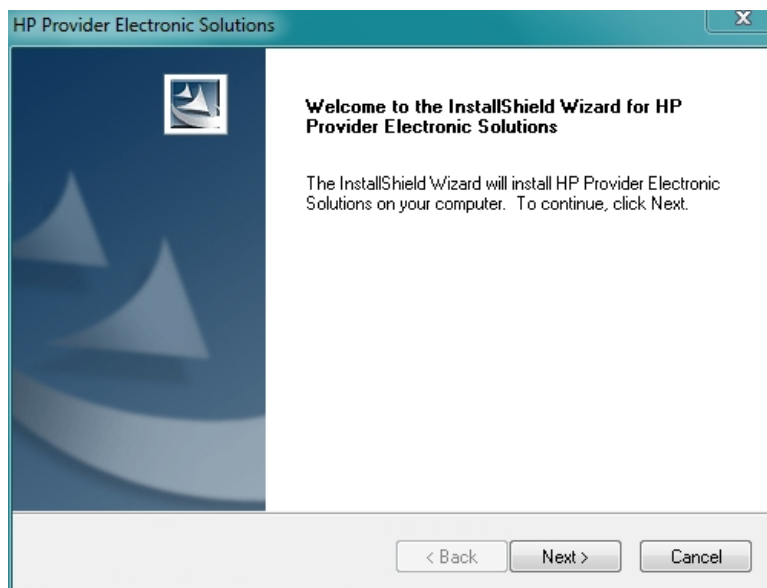 HP Provider Electronic Solutions
Welcome to the InstallShield Wizard for HP
Provider Electronic Solutions
The InstallShield Wizard will install HP Provider Electronic
Solutions on your computer. To continue, click Next.
< Back Next > Cancel